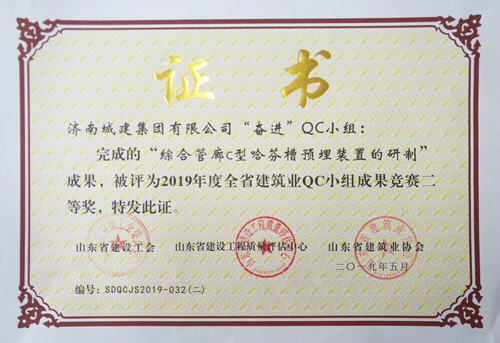 证 书
济南城建集团有限公司“奋进”QC小组：
完成的“综合管廊C型哈芬槽预埋装置的研制”
成果，被评为2019年度全省建筑业QC小组成果竞赛二
等奖，特发此证。
山东省建设工会 山东省建设工程质量评估中心 山东省建筑业协会
二〇一九年五月
编号：SDQCJS2019-032(二)